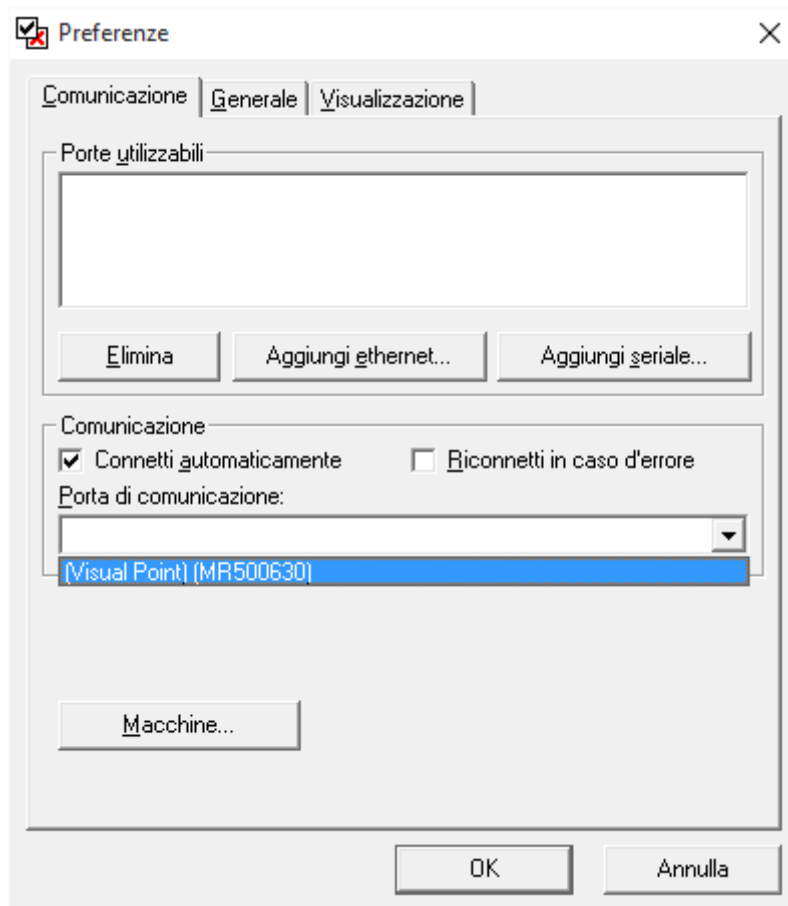 Preferenze
Comunicazione Generale Visualizzazione
Porte utilizzabili
Elimina Aggiungi ethernet... Aggiungi seriale...
Comunicazione
Connetti automaticamente Riconnetti in caso d'errore
Porta di comunicazione:
(Visual Point) (MR500630)
Macchine...
OK Annulla